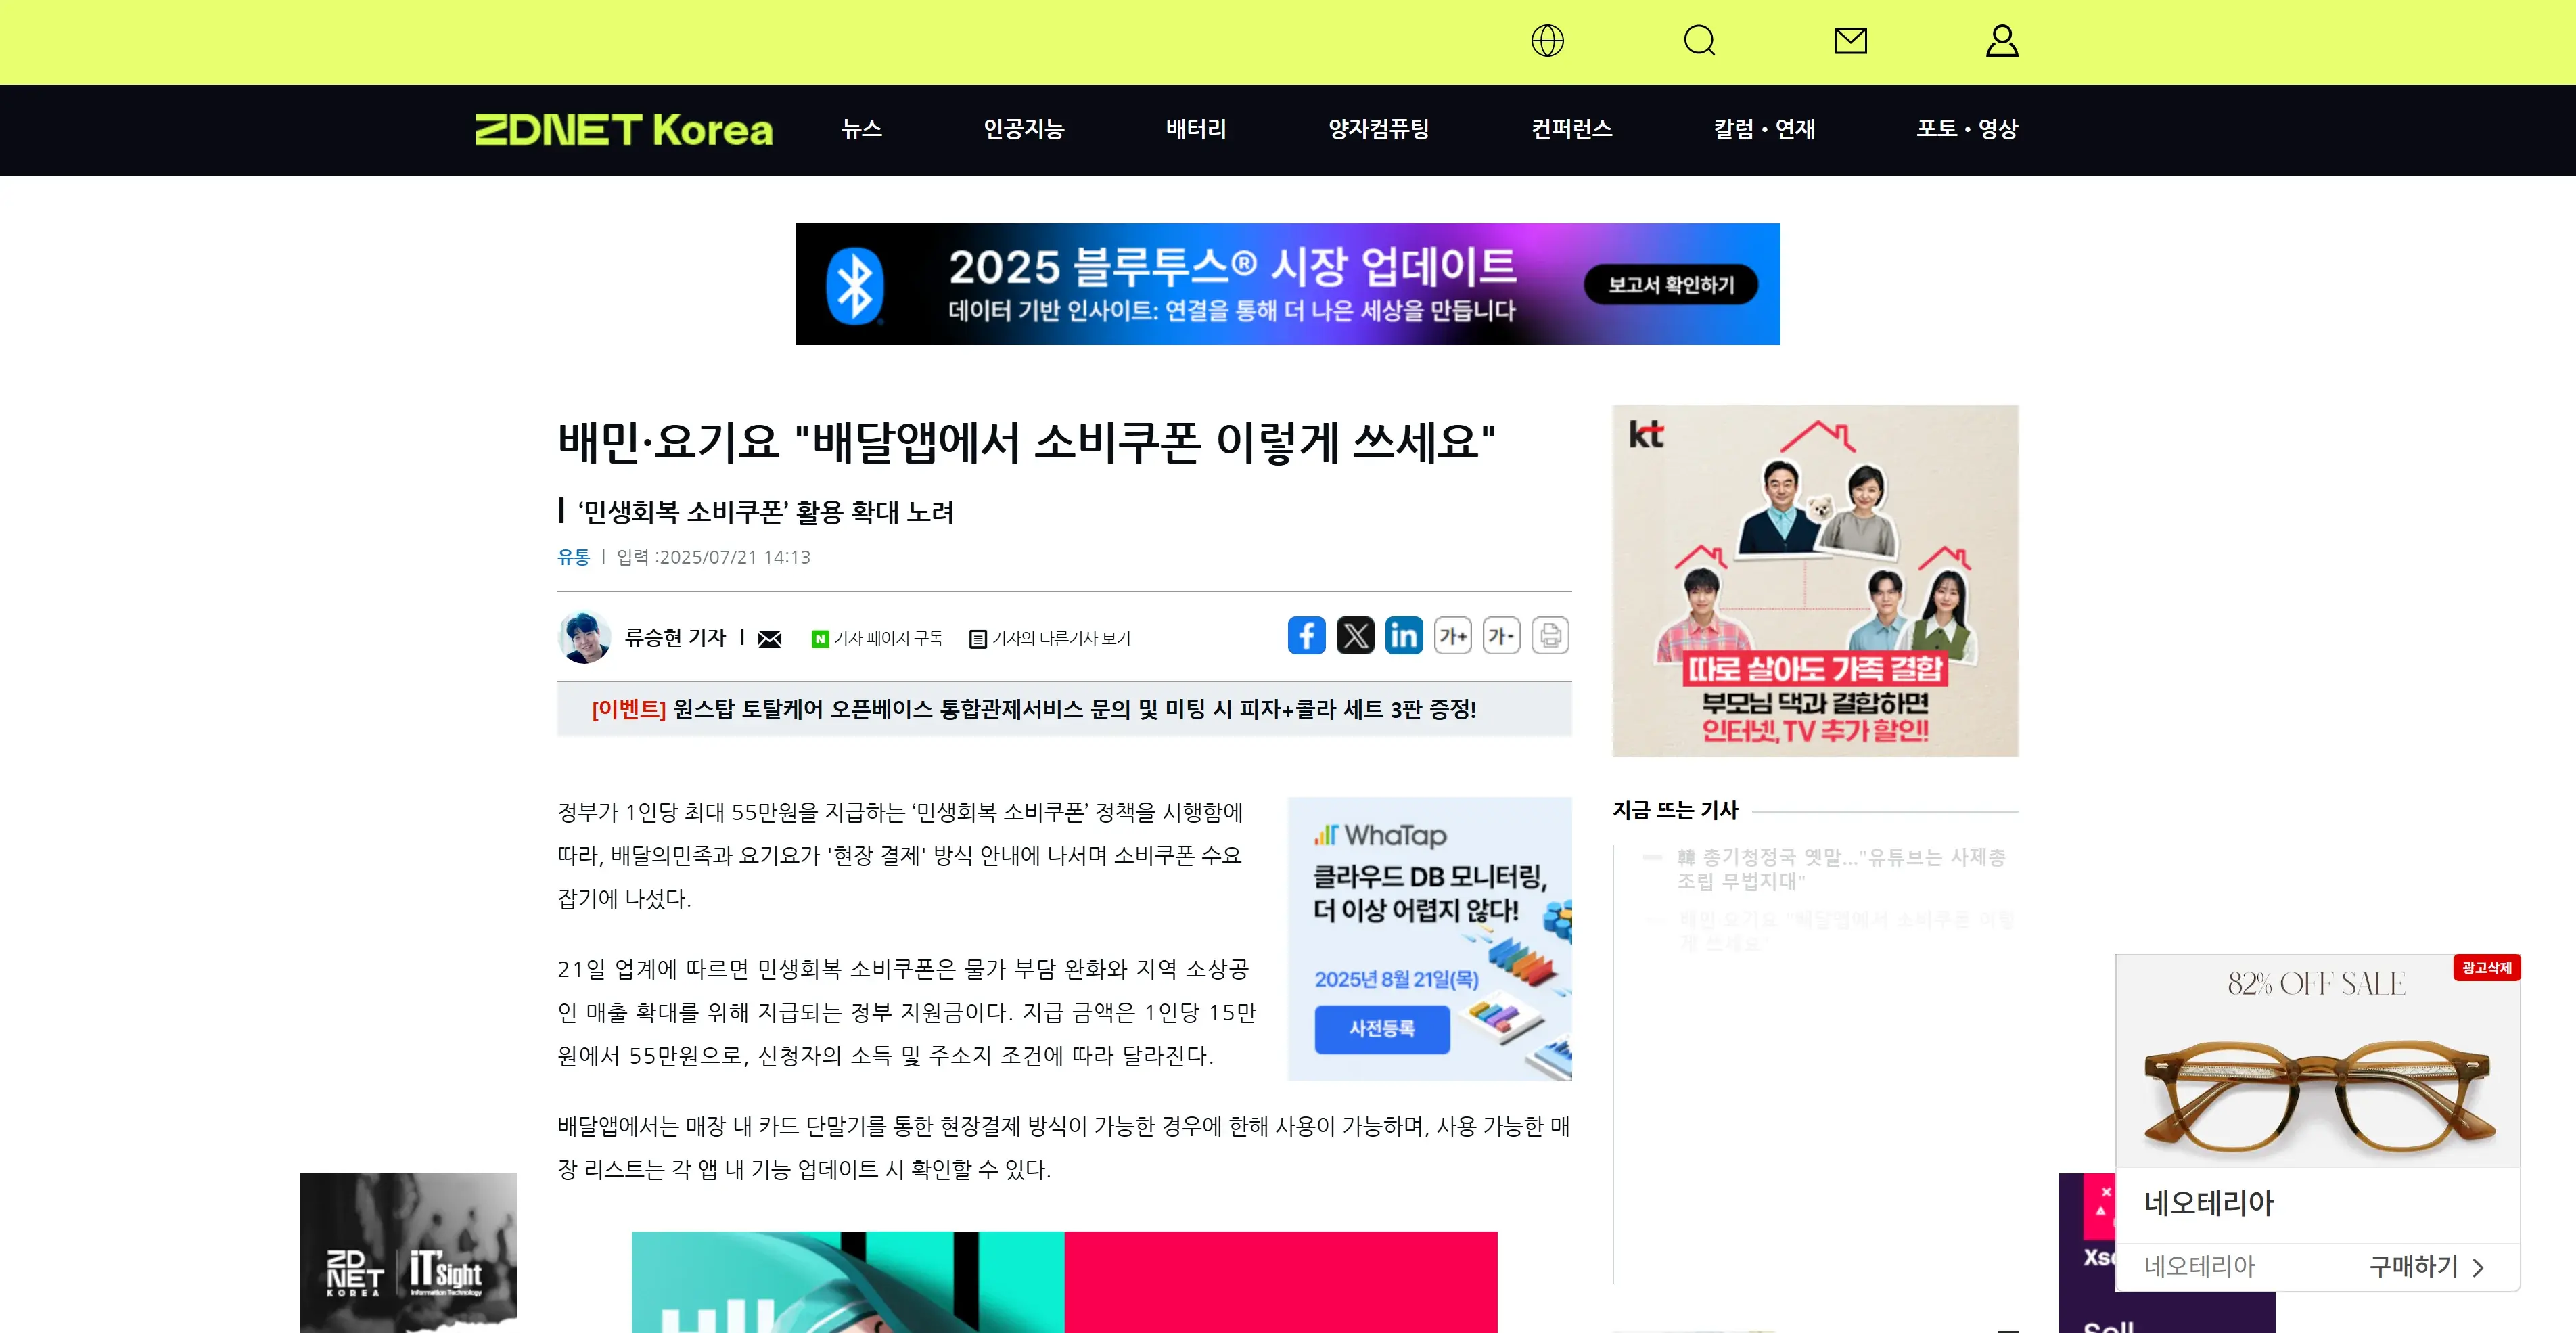 ZDNET Korea
뉴스
인공지능
배터리
양자컴퓨팅
컨퍼런스
칼럼・연재
포토・영상
2025 블루투스® 시장 업데이트
데이터 기반 인사이트: 연결을 통해 더 나은 세상을 만듭니다
보고서 확인하기
배민·요기요 "배달앱에서 소비쿠폰 이렇게 쓰세요"
‘민생회복 소비쿠폰’ 활용 확대 노려
유통 | 입력 :2025/07/21 14:13
류승현 기자 |
N 기자 페이지 구독
기자의 다른기사 보기
f X in 가+ 가-
[이벤트] 원스탑 토탈케어 오픈베이스 통합관제서비스 문의 및 미팅 시 피자+콜라 세트 3판 증정!
정부가 1인당 최대 55만원을 지급하는 ‘민생회복 소비쿠폰’ 정책을 시행함에
따라, 배달의민족과 요기요가 '현장 결제' 방식 안내에 나서며 소비쿠폰 수요
잡기에 나섰다.
21일 업계에 따르면 민생회복 소비쿠폰은 물가 부담 완화와 지역 소상공
인 매출 확대를 위해 지급되는 정부 지원금이다. 지급 금액은 1인당 15만
원에서 55만원으로, 신청자의 소득 및 주소지 조건에 따라 달라진다.
WhaTap
클라우드 DB 모니터링,
더 이상 어렵지 않다!
2025년 8월 21일(목)
사전등록
배달앱에서는 매장 내 카드 단말기를 통한 현장결제 방식이 가능한 경우에 한해 사용이 가능하며, 사용 가능한 매
장 리스트는 각 앱 내 기능 업데이트 시 확인할 수 있다.
kt
따로 살아도 가족 결합
부모님 댁과 결합하면
인터넷, TV 추가 할인!
지금 뜨는 기사
韓 총기청정국 옛말..."유튜브는 사제총
조립 무법지대"
배민·요기요 "배달앱에서 소비쿠폰 이렇
게 쓰세요"
ZD
NET
KOREA
iT'Sight
Information Technology
광고삭제
82% OFF SALE
네오테리아
네오테리아
구매하기